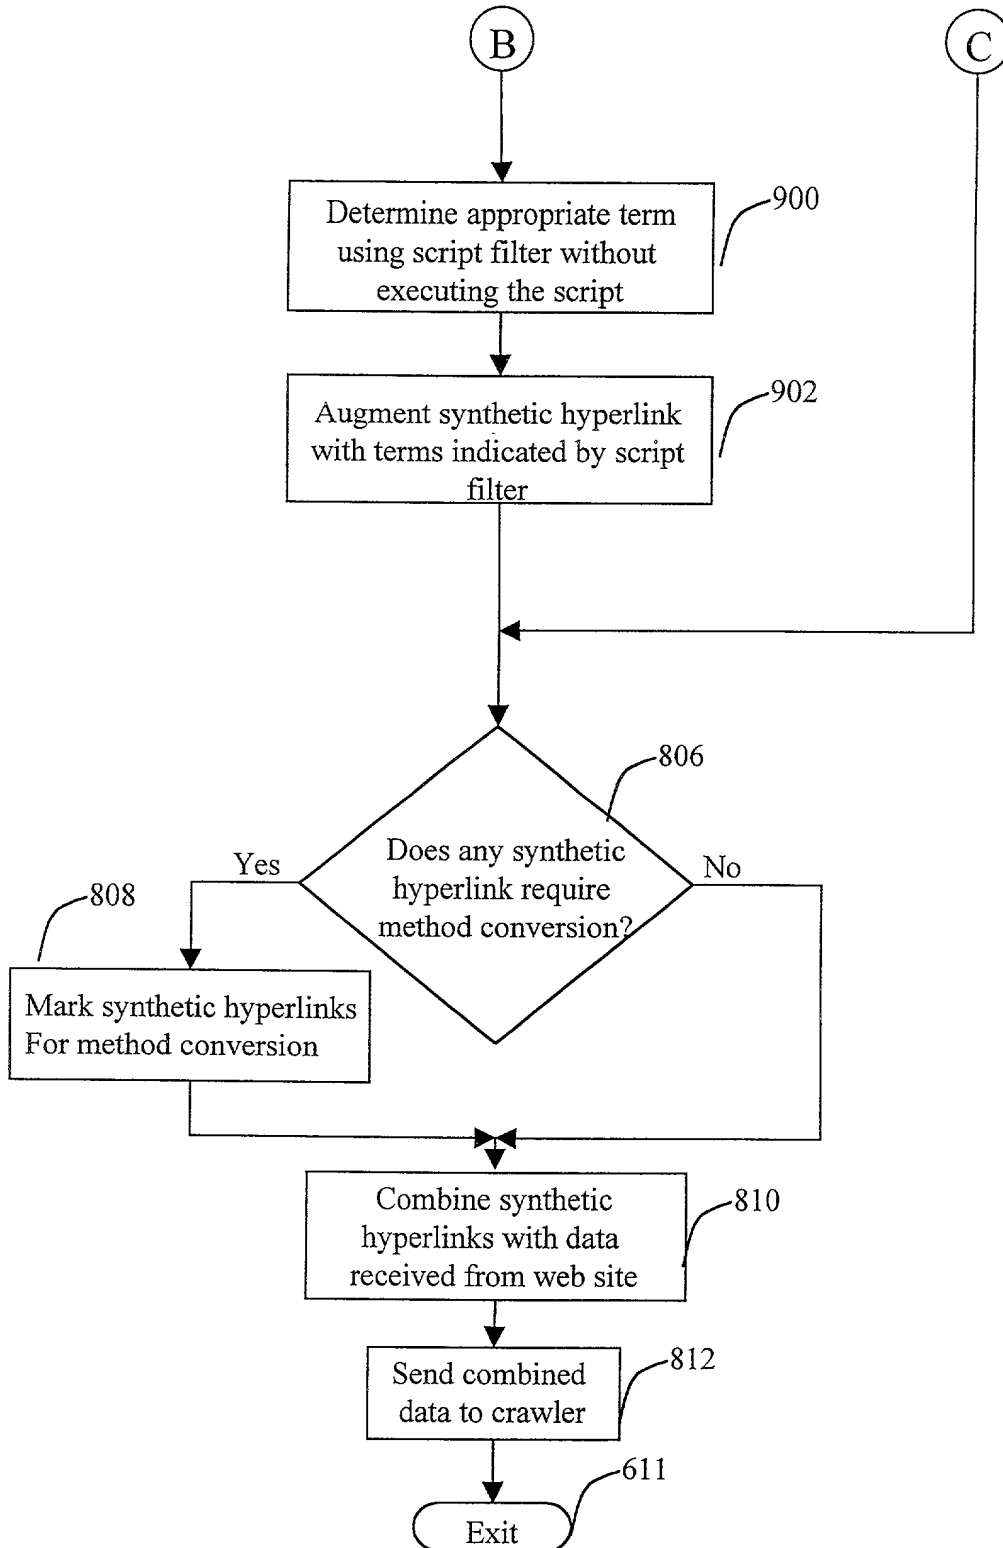 B
C
900
Determine appropriate term
using script filter without
executing the script
902
Augment synthetic hyperlink
with terms indicated by script
filter
806
Does any synthetic
hyperlink require
method conversion?
Yes
No
808
Mark synthetic hyperlinks
For method conversion
810
Combine synthetic
hyperlinks with data
received from web site
812
Send combined
data to crawler
611
Exit